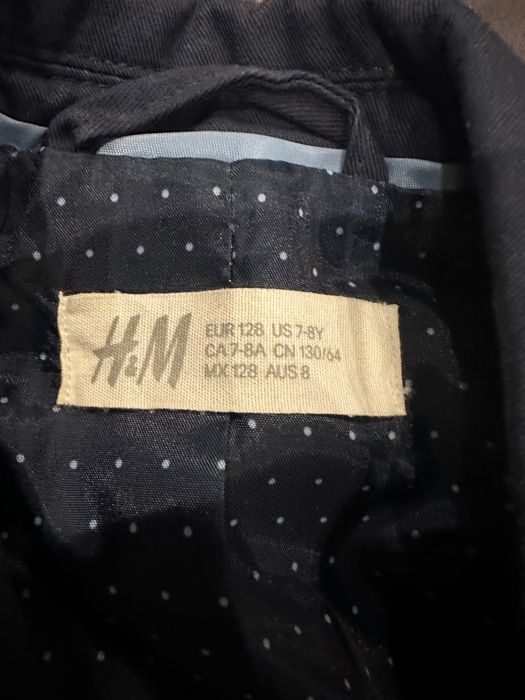 H&M
EUR 128 US 7-8Y
CA 7-8A CN 130/64
MX 128 AUS 8